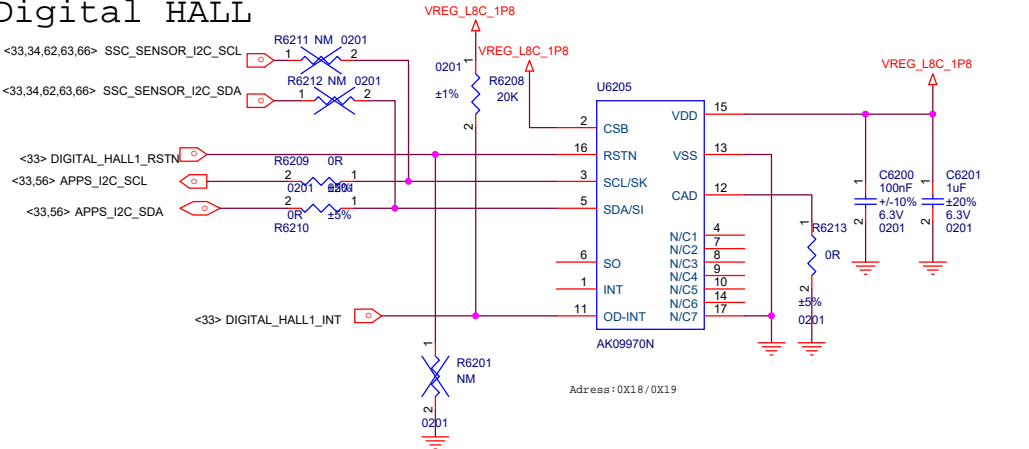 Digital HALL
VREG_L8C_1P8
<33,34,62,63,66> SSC_SENSOR_I2C_SCL
R6211 NM 0201
1 2
VREG_L8C_1P8
VREG_L8C_1P8
<33,34,62,63,66> SSC_SENSOR_I2C_SDA
R6212 NM 0201
1 2
0201
±1%
1
2
R6208
20K
U6205
2 CSB
16 RSTN
3 SCL/SK
5 SDA/SI
6 SO
1 INT
11 OD-INT
VDD 15
VSS 13
CAD 12
N/C1 4
N/C2 7
N/C3 8
N/C4 9
N/C5 10
N/C6 14
N/C7 17
AK09970N
<33> DIGITAL_HALL1_RSTN
<33,56> APPS_I2C_SCL
R6209 0R
2 1
0201
<33,56> APPS_I2C_SDA
2 1
0R ±5%
R6210
<33> DIGITAL_HALL1_INT
1
R6201
NM
2
0201
1
R6213
0R
2
±5%
0201
1
2
C6200
100nF
+/-10%
6.3V
0201
1
2
C6201
1uF
±20%
6.3V
0201
Adress:0X18/0X19